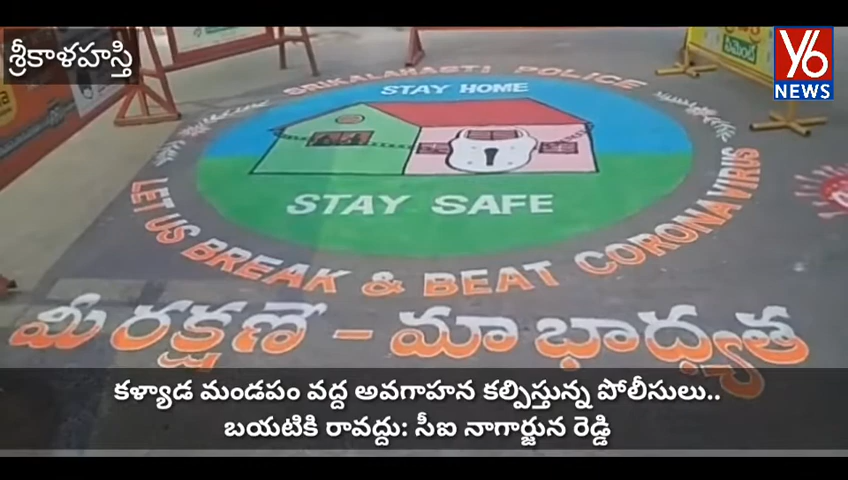 శ్రీకాళహస్తి
Y6
NEWS
సిమెంట్
SRIKALAHASTI POLICE
STAY HOME
STAY SAFE
LET US BREAK & BEAT CORONA VIRUS
మీ రక్షణే - మా బాధ్యత
కళ్యాడ మండపం వద్ద అవగాహన కల్పిస్తున్న పోలీసులు..
బయటికి రావద్దు: సీఐ నాగార్జున రెడ్డి